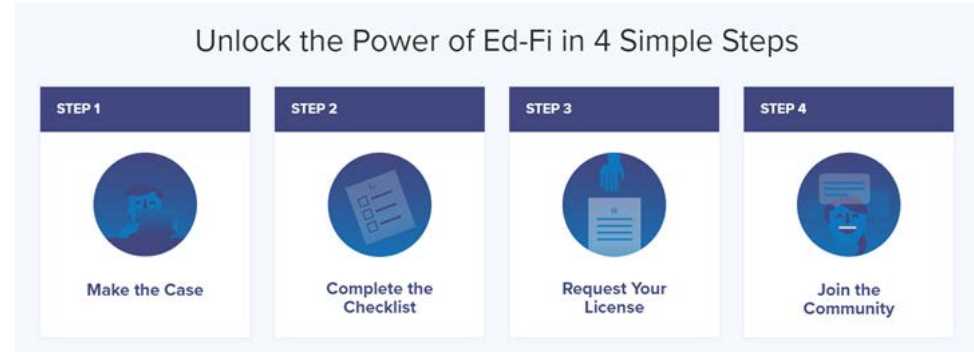 Unlock the Power of Ed-Fi in 4 Simple Steps
STEP 1
Make the Case
STEP 2
Complete the
Checklist
STEP 3
Request Your
License
STEP 4
Join the
Community